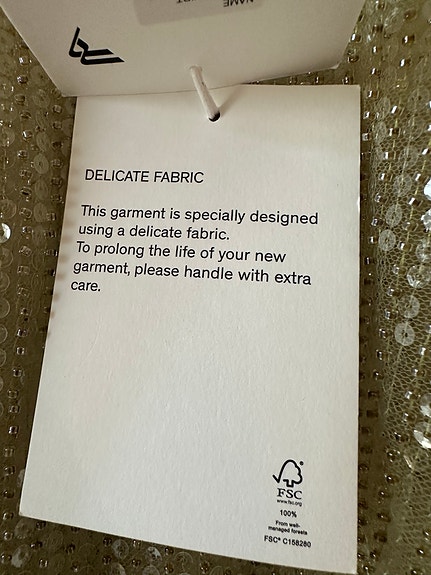 NAME
DELICATE FABRIC
This garment is specially designed
using a delicate fabric.
To prolong the life of your new
garment, please handle with extra
care.
FSC
www.fsc.org
100%
From well-
managed forests
FSC® C158280